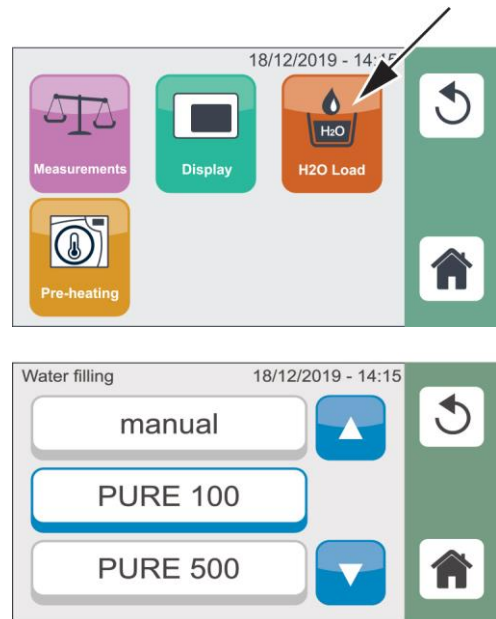 18/12/2019 - 14:15
H2O
Measurements
Display
H2O Load
Pre-heating
Water filling
18/12/2019 - 14:15
manual
PURE 100
PURE 500